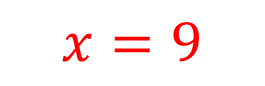 x = 9